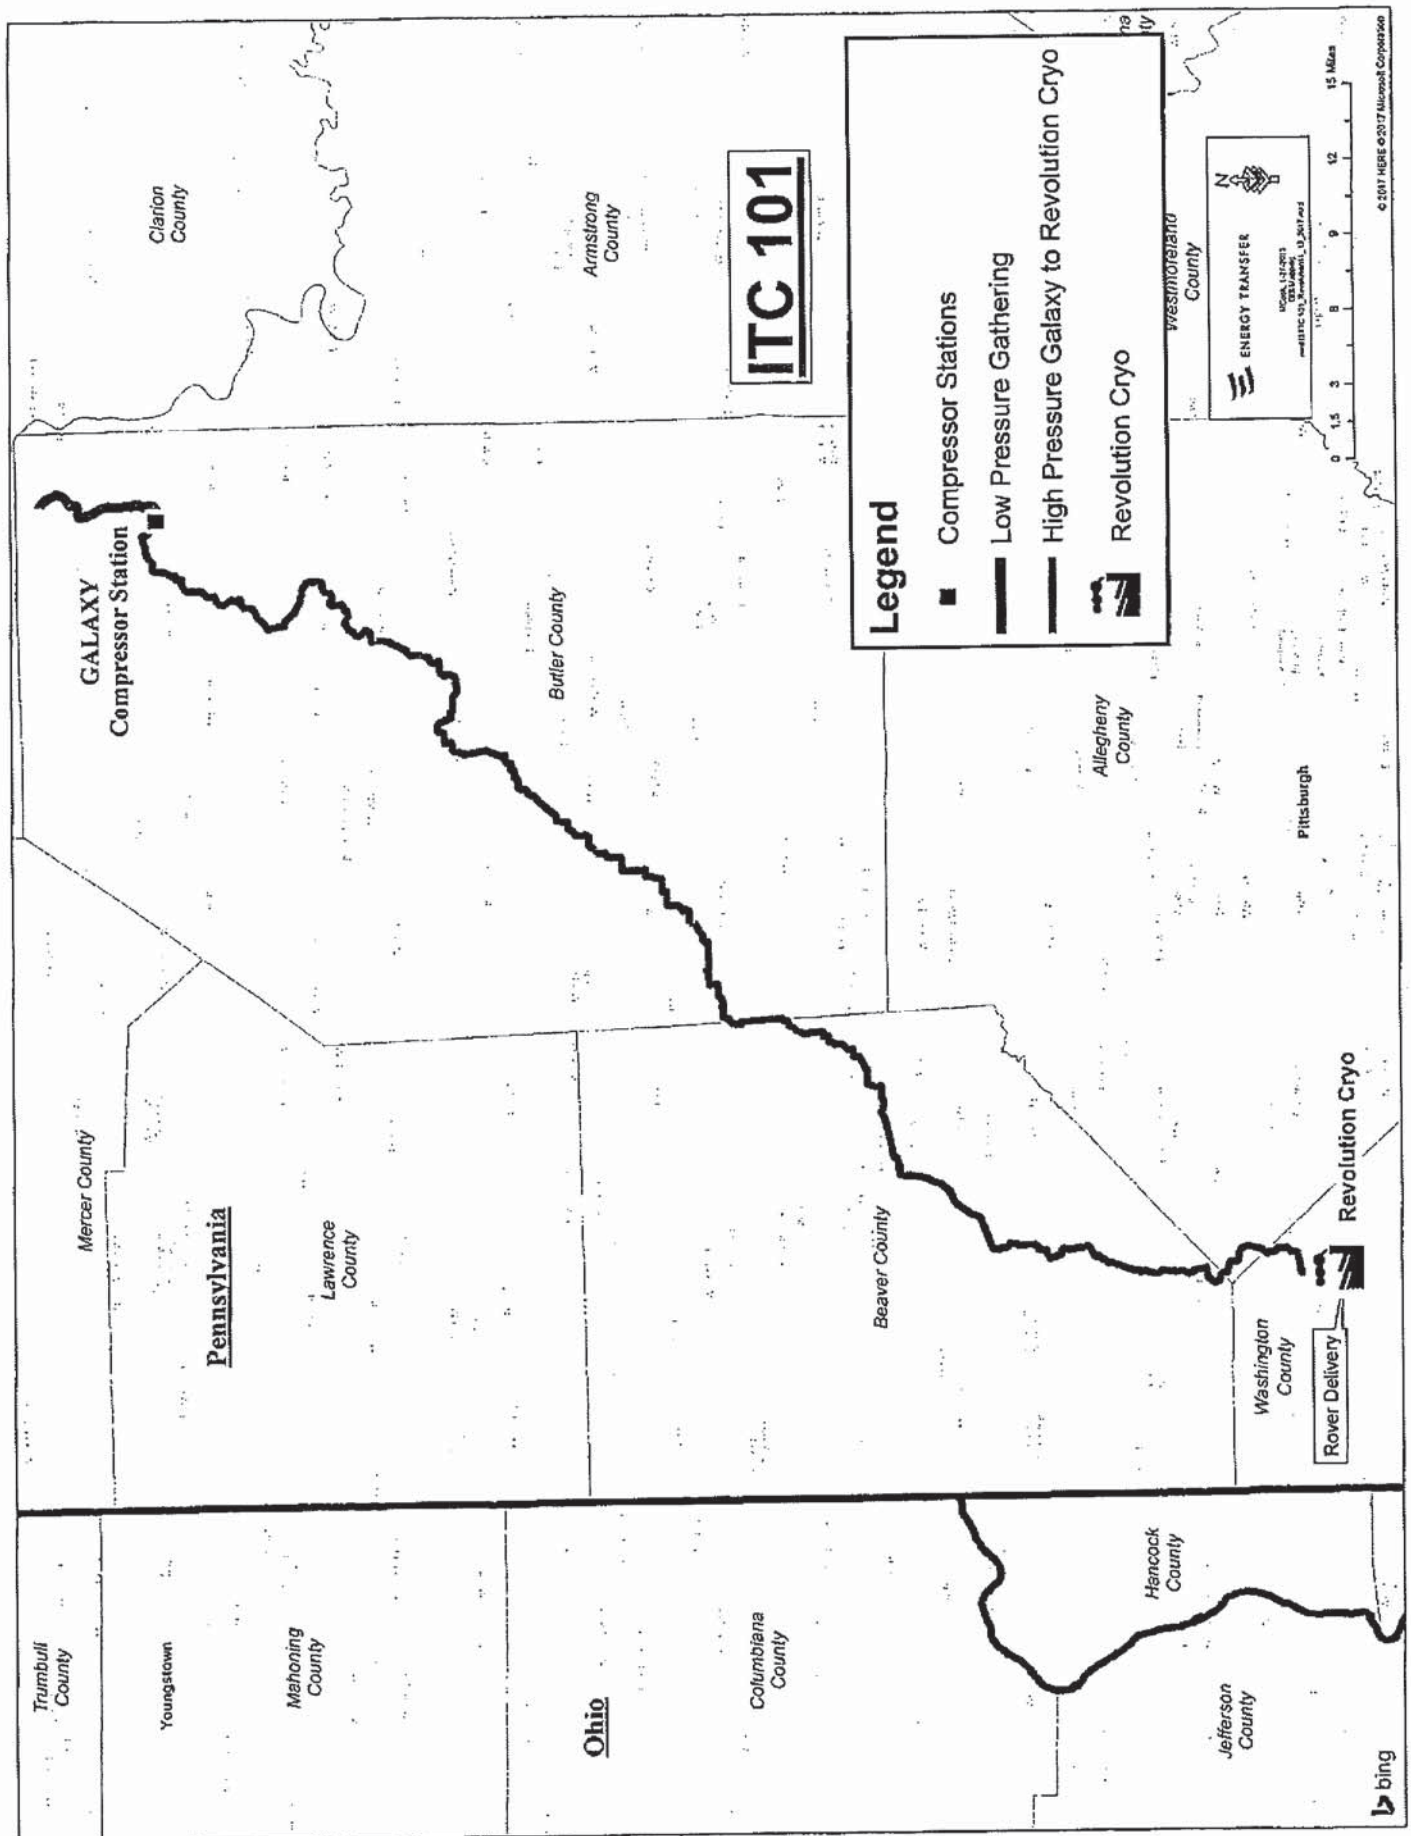 Trumbull
County
Youngstown
Mahoning
County
Ohio
Columbiana
County
Hancock
County
Jefferson
County
bing
Mercer County
Pennsylvania
Lawrence
County
Beaver County
Washington
County
Rover Delivery
Revolution Cryo
GALAXY
Compressor Station
Butler County
Allegheny
County
Pittsburgh
Clarion
County
Armstrong
County
ITC 101
Legend
Compressor Stations
Low Pressure Gathering
High Pressure Galaxy to Revolution Cryo
Revolution Cryo
Westmoreland
County
ENERGY TRANSFER
N
0 1.5 3 6 9 12 15 Miles
© 2017 HERE © 2017 Microsoft Corporation